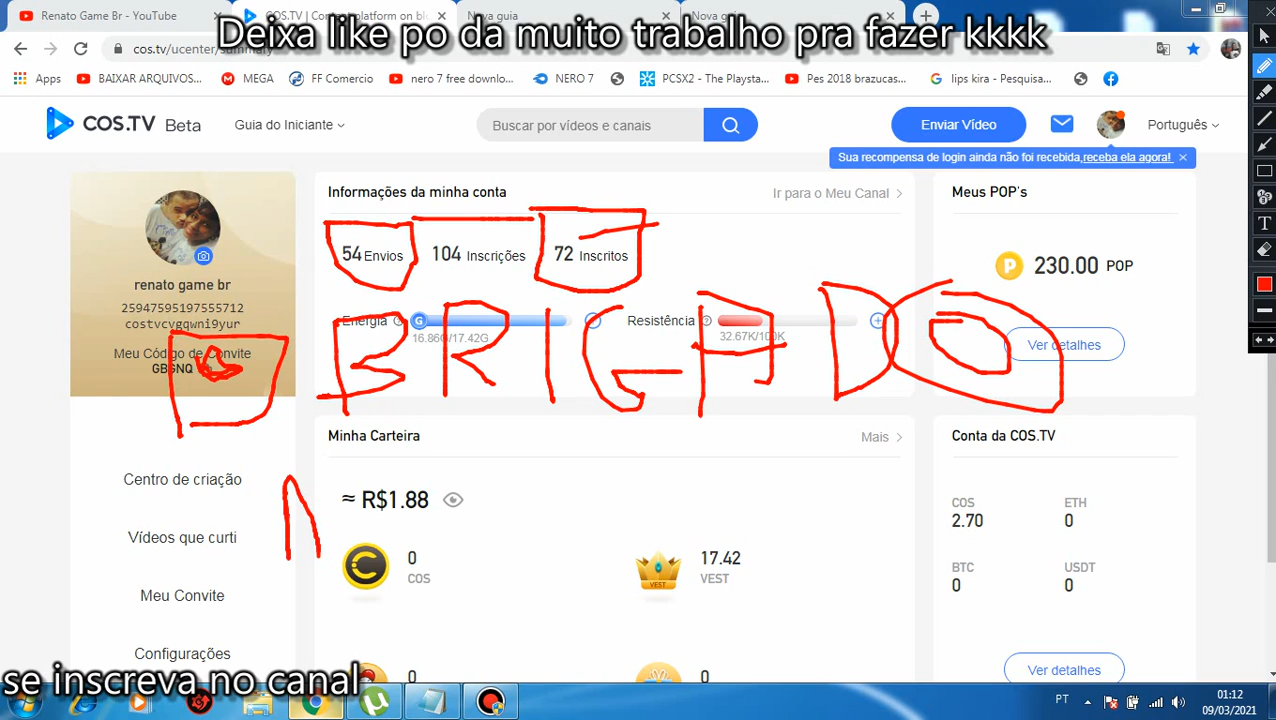 Renato Game Br - YouTube
COS.TV | Content platform on blo
Nova guia
Nova guia
Deixa like po da muito trabalho pra fazer kkkk
cos.tv/ucenter/summary
Apps
BAIXAR ARQUIVOS...
MEGA
FF Comercio
nero 7 free downlo...
NERO 7
PCSX2 - The Playsta...
Pes 2018 brazucas...
lips kire - Pesquisa...
COS.TV Beta
Guia do Iniciante
Buscar por vídeos e canais
Enviar Vídeo
Português
Sua recompensa de login ainda não foi recebida,receba ela agora!
Informações da minha conta
Ir para o Meu Canal
Meus POP's
54 Envios
104 Inscrições
72 Inscritos
230.00 POP
renato game br
25947595197555712
costvcvgqwni9yur
Meu Código de Convite
Energia
16.86G/17.42G
Resistência
32.67K/100K
Ver detalhes
BRIGADO
Minha Carteira
Mais
Conta da COS.TV
≈ R$1.88
COS
2.70
ETH
0
0
COS
17.42
VEST
BTC
0
USDT
0
0
0
Ver detalhes
Centro de criação
Vídeos que curti
Meu Convite
Configurações
se inscreva no canal
PT
01:12
09/03/2021